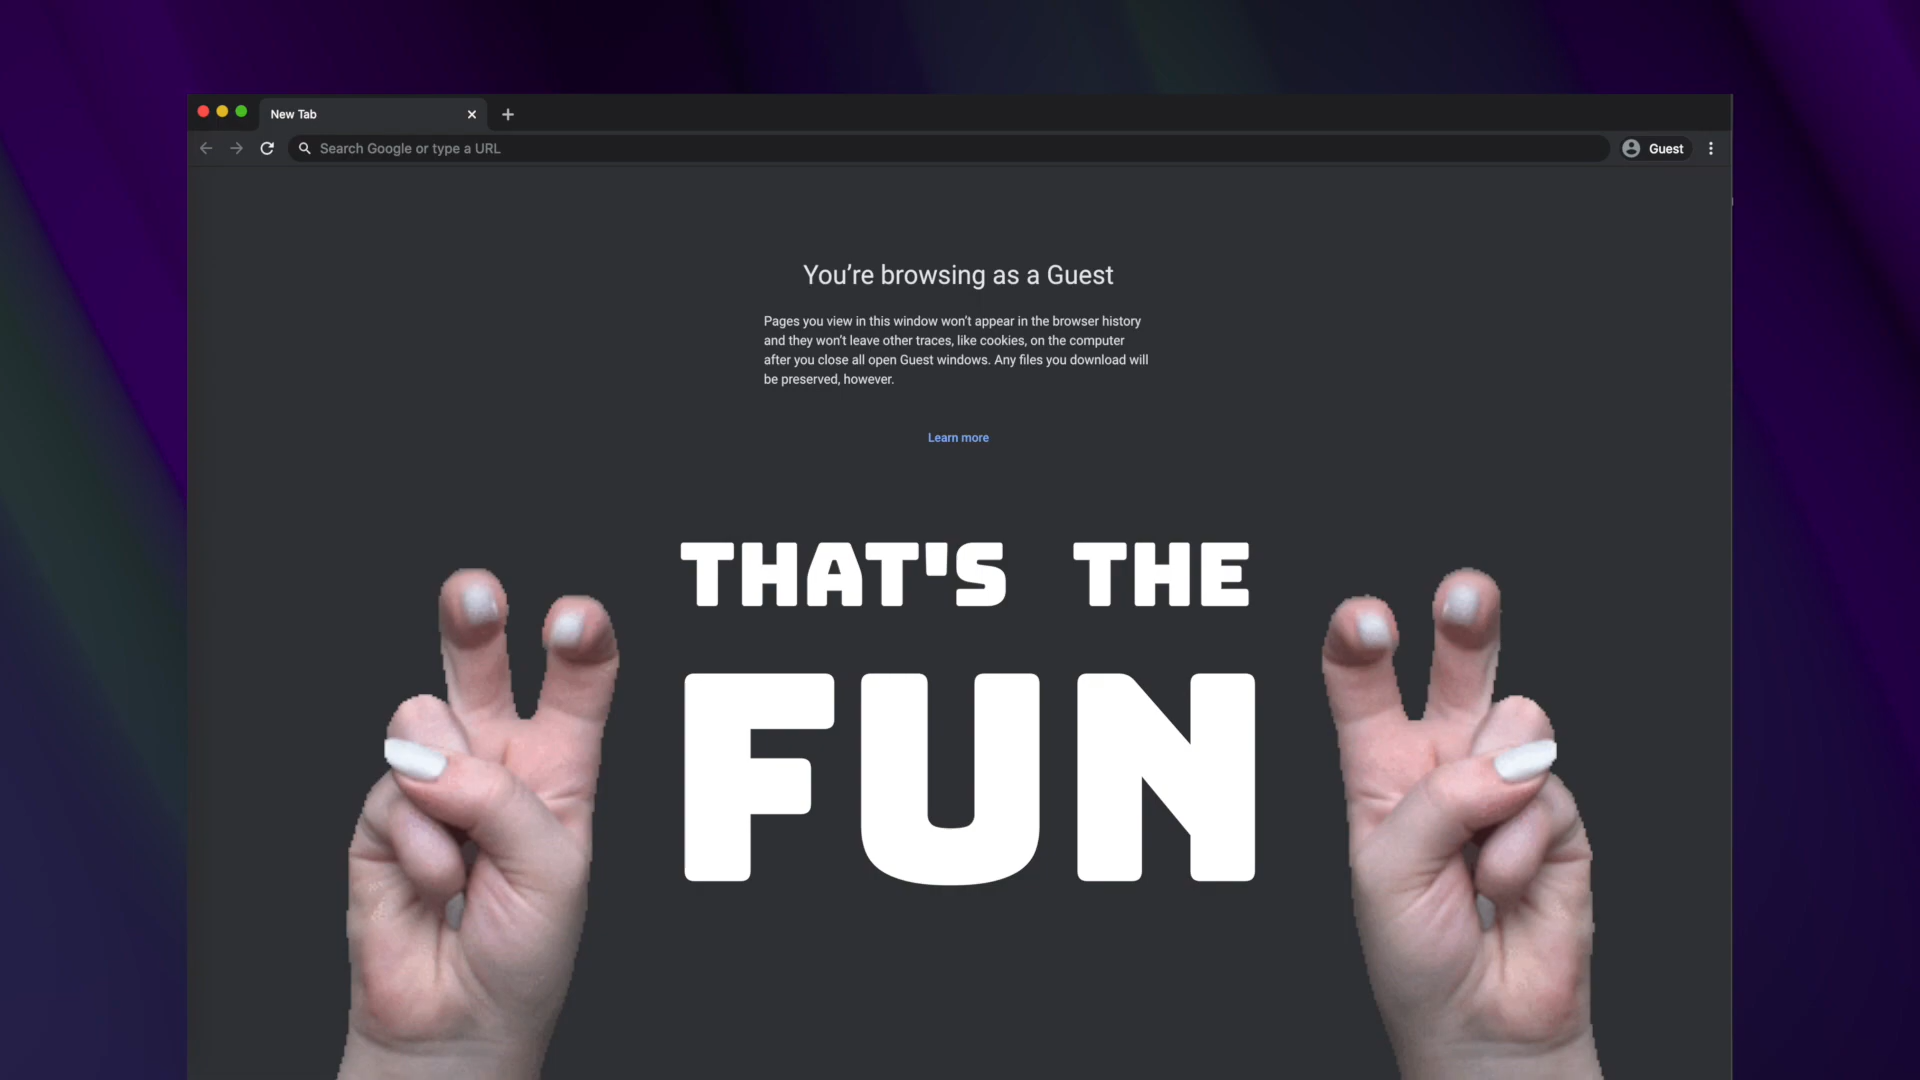 New Tab
Search Google or type a URL
Guest
You’re browsing as a Guest
Pages you view in this window won’t appear in the browser history
and they won’t leave other traces, like cookies, on the computer
after you close all open Guest windows. Any files you download will
be preserved, however.
Learn more
THAT'S THE
FUN